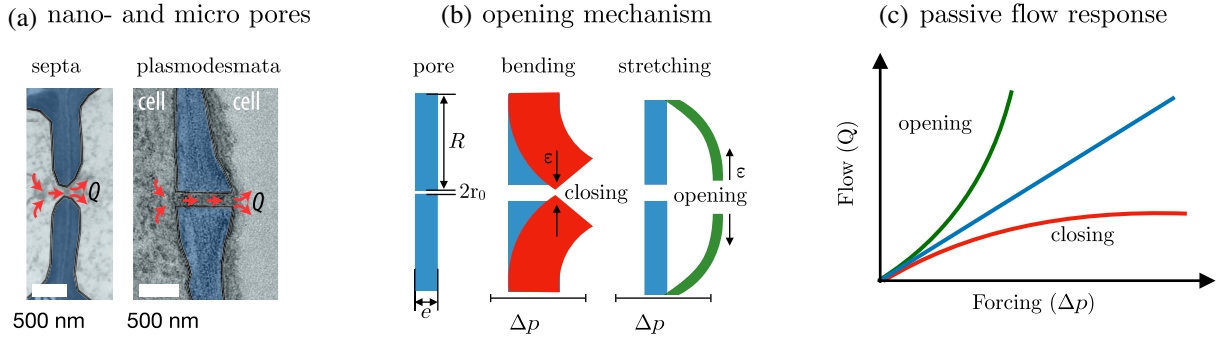 (a) nano- and micro pores
septa
plasmodesmata
cell
cell
Q
Q
500 nm
500 nm
(b) opening mechanism
pore
bending
stretching
R
2r₀
e
ε
closing
Δp
ε
opening
Δp
(c) passive flow response
Flow (Q)
opening
closing
Forcing (Δp)